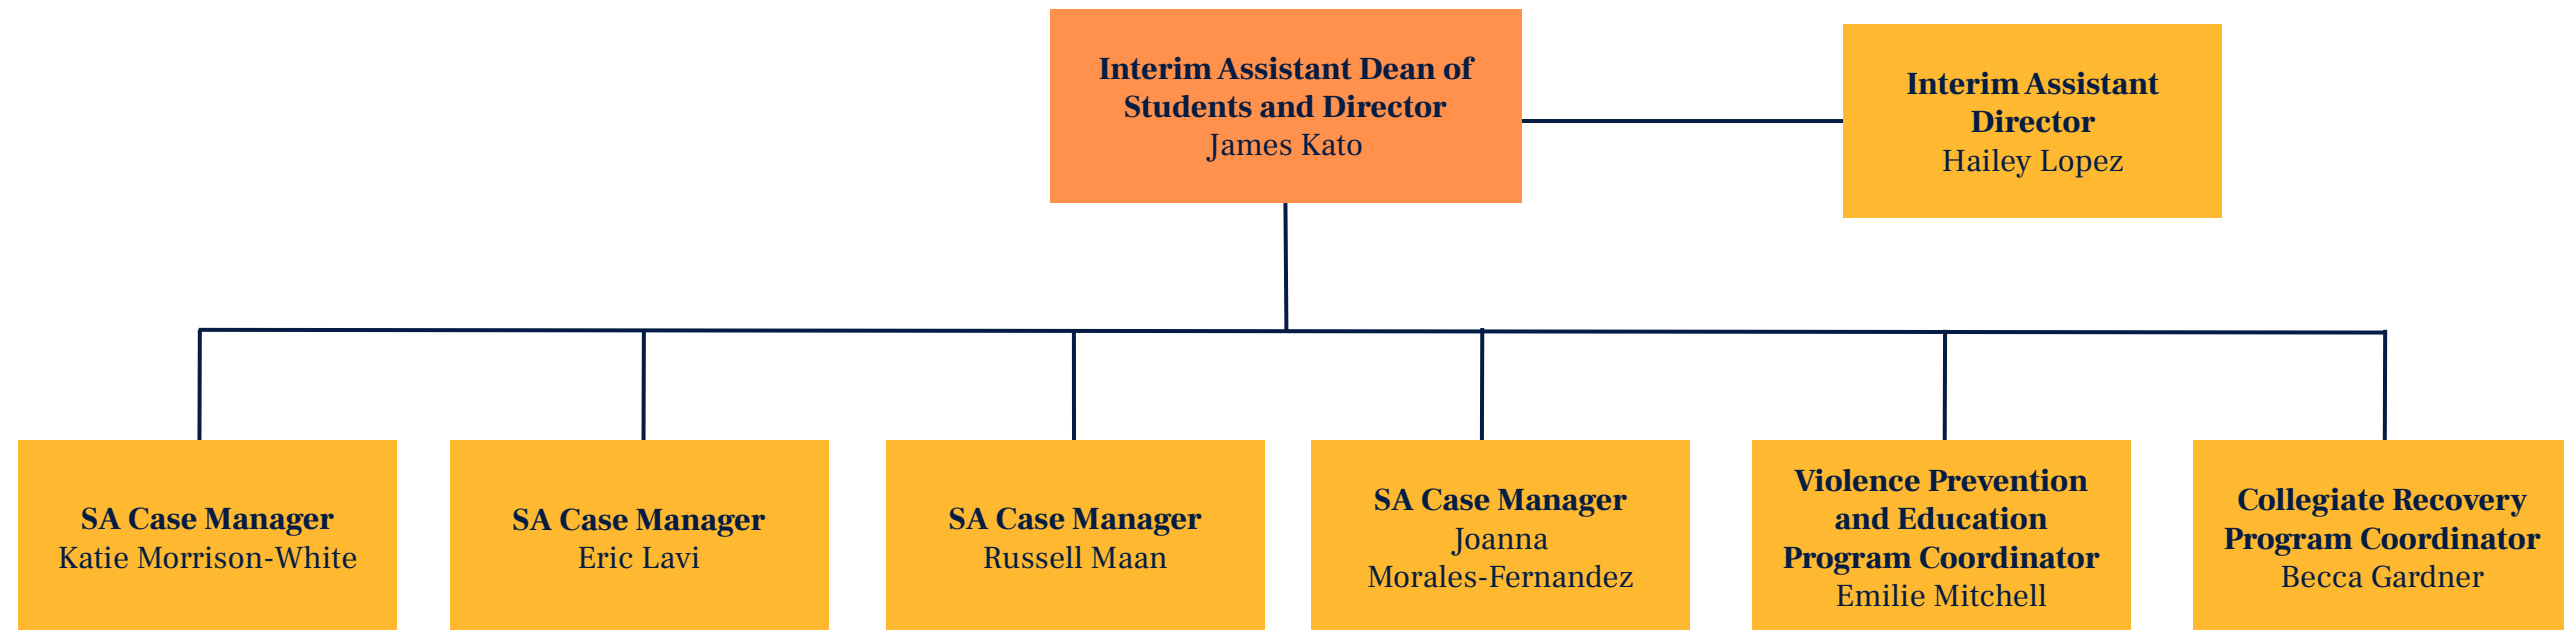 Interim Assistant Dean of
Students and Director
James Kato
Interim Assistant
Director
Hailey Lopez
SA Case Manager
Katie Morrison-White
SA Case Manager
Eric Lavi
SA Case Manager
Russell Maan
SA Case Manager
Joanna
Morales-Fernandez
Violence Prevention
and Education
Program Coordinator
Emilie Mitchell
Collegiate Recovery
Program Coordinator
Becca Gardner